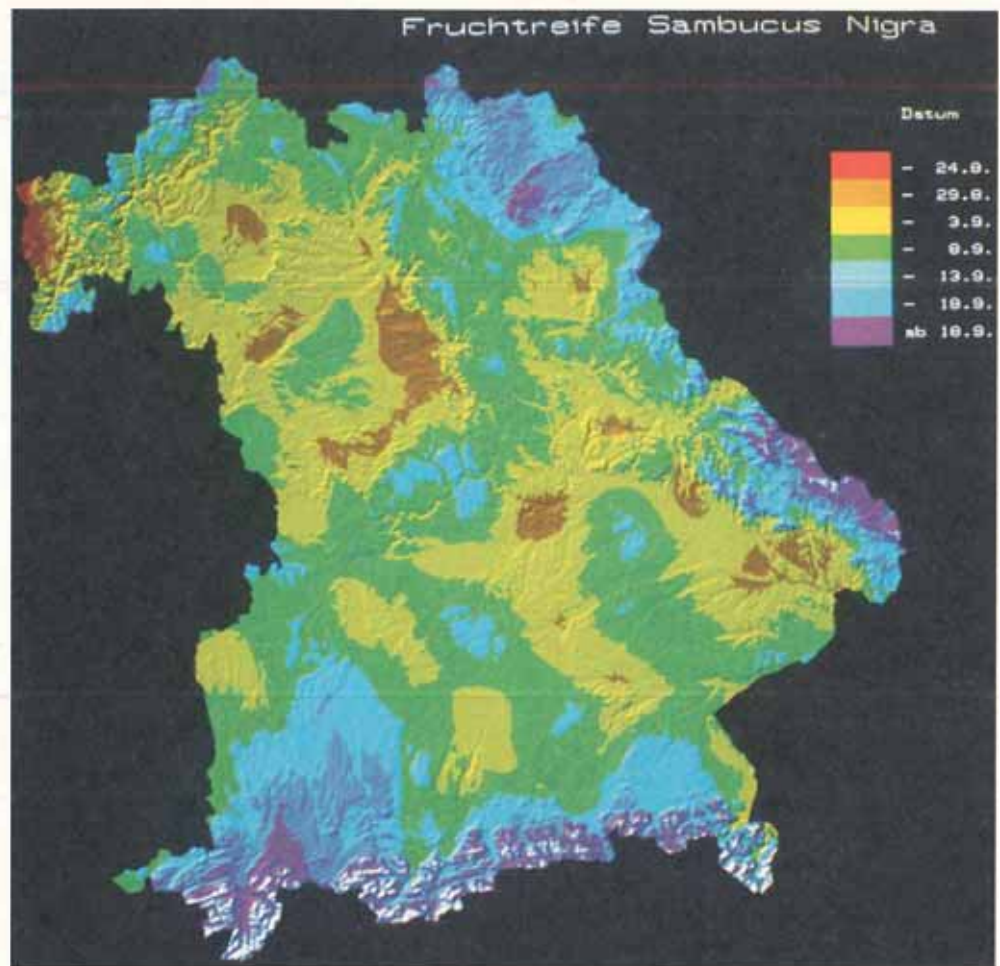 Fruchtreife Sambucus Nigra
Datum
- 24.8.
- 29.8.
- 3.9.
- 8.9.
- 13.9.
- 18.9.
ab 18.9.